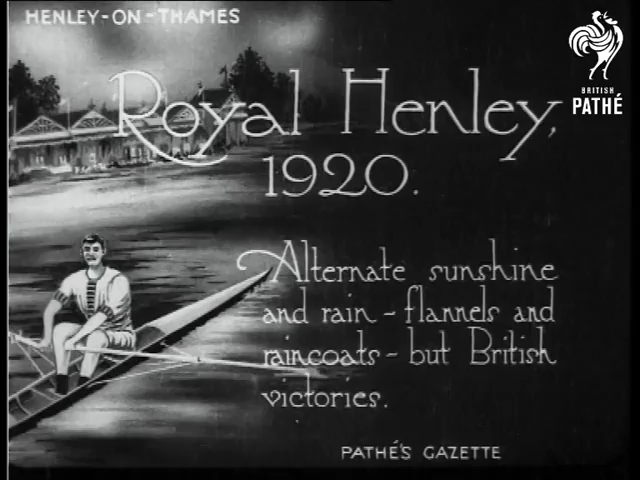 HENLEY-ON-THAMES
BRITISH
PATHÉ
Royal Henley,
1920.
Alternate sunshine
and rain - flannels and
raincoats - but British
victories.
PATHÉ'S GAZETTE